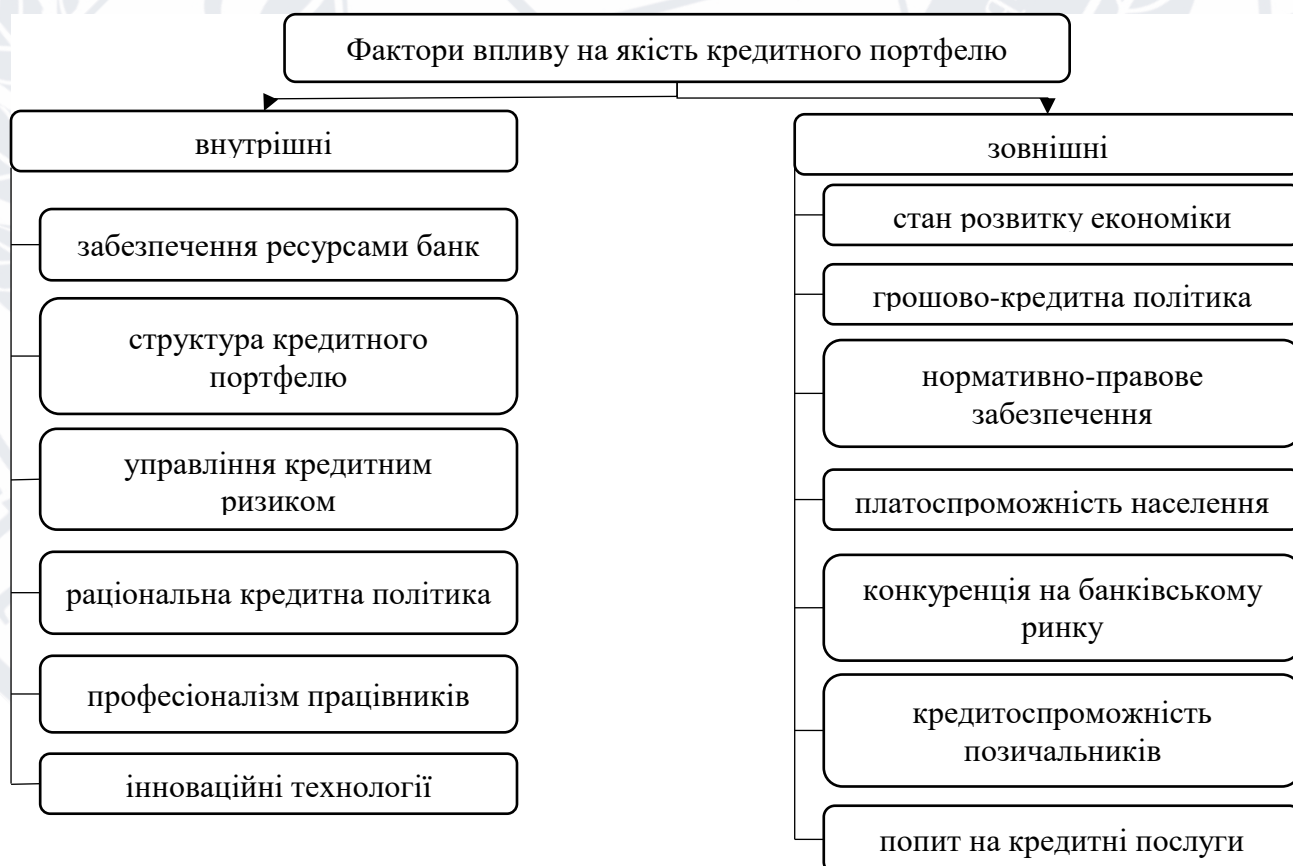 Фактори впливу на якість кредитного портфелю
внутрішні
забезпечення ресурсами банк
структура кредитного
портфелю
управління кредитним
ризиком
раціональна кредитна політика
професіоналізм працівників
інноваційні технології
зовнішні
стан розвитку економіки
грошово-кредитна політика
нормативно-правове
забезпечення
платоспроможність населення
конкуренція на банківському
ринку
кредитоспроможність
позичальників
попит на кредитні послуги